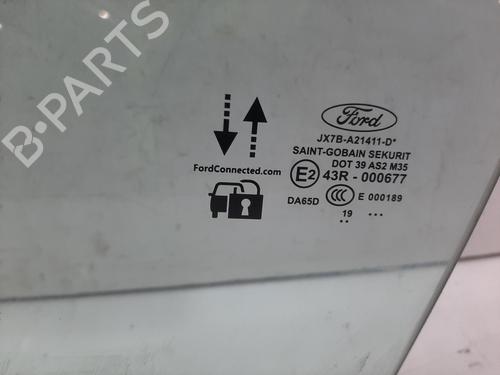 B-PARTS
Ford
JX7B-A21411-D*
SAINT-GOBAIN SEKURIT
DOT 39 AS2 M35
E2 43R - 000677
DA65D CCC E 000189
19 ...
..
FordConnected.com